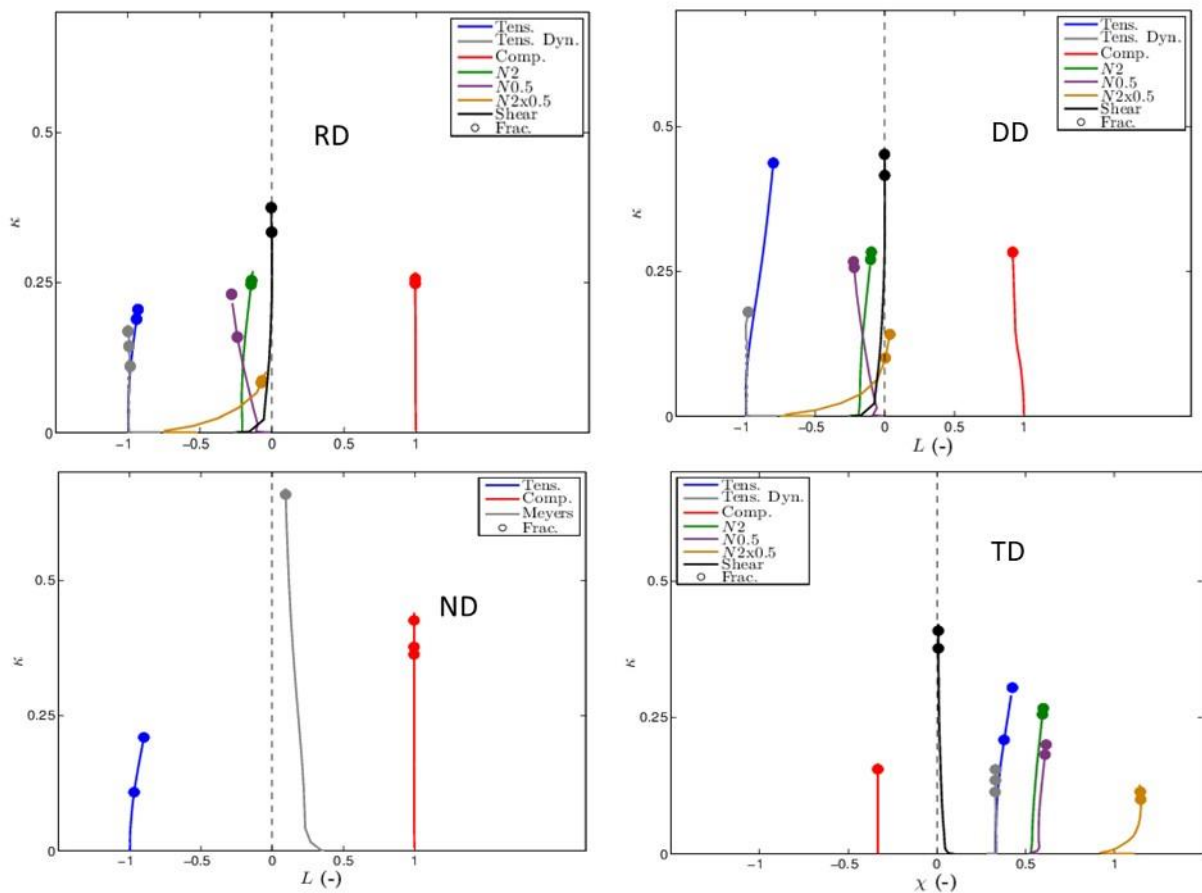 Tens.
Tens. Dyn.
Comp.
N2
N0.5
N2x0.5
Shear
Frac.
RD
0.5
κ
0.25
0
−1
−0.5
0
0.5
1
Tens.
Tens. Dyn.
Comp.
N2
N0.5
N2x0.5
Shear
Frac.
DD
0.5
κ
0.25
0
−1
−0.5
0
0.5
1
L (-)
Tens.
Comp.
Meyers
Frac.
ND
0.5
κ
0.25
0
−1
−0.5
0
0.5
1
L (-)
Tens.
Tens. Dyn.
Comp.
N2
N0.5
N2x0.5
Shear
Frac.
TD
0.5
κ
0.25
0
−1
−0.5
0
0.5
1
χ (-)